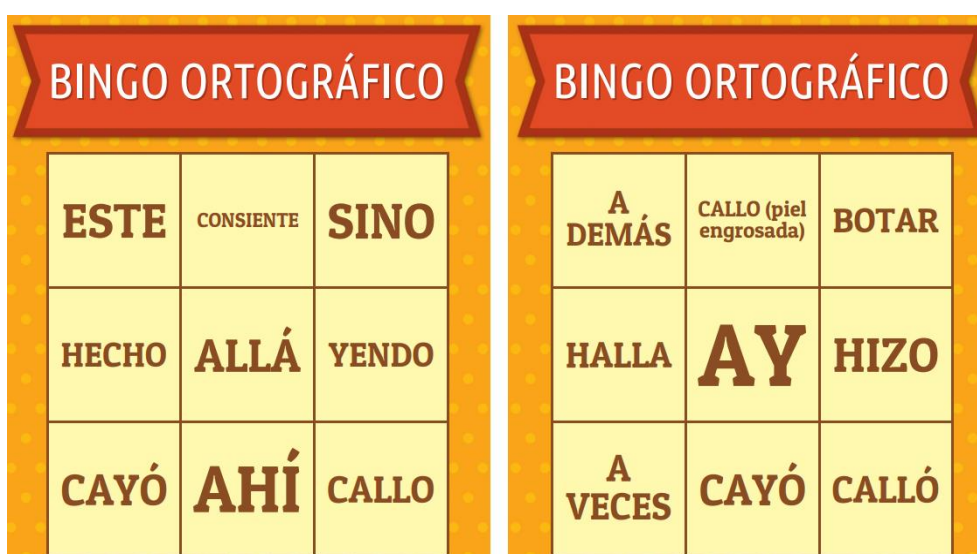 BINGO ORTOGRÁFICO
ESTE CONSIENTE SINO
HECHO ALLÁ YENDO
CAYÓ AHÍ CALLO
BINGO ORTOGRÁFICO
A
DEMÁS
CALLO (piel
engrosada)
BOTAR
HALLA AY HIZO
A
VECES
CAYÓ CALLÓ